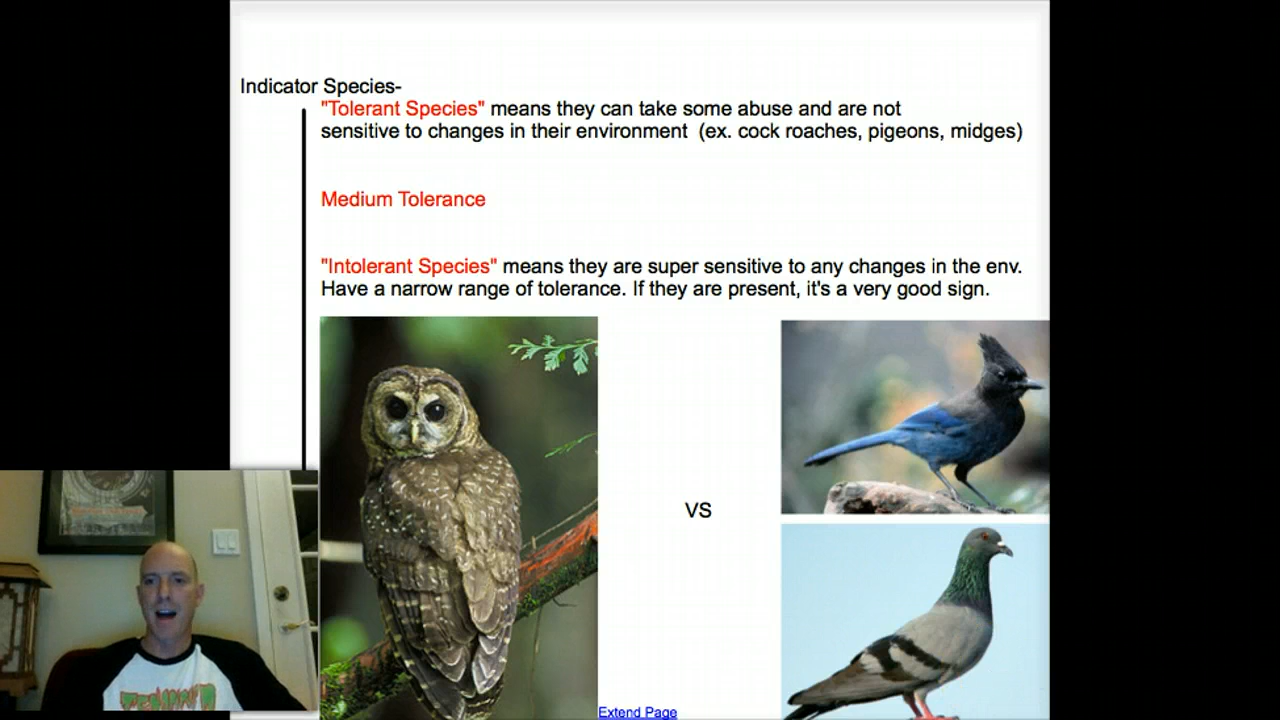 Indicator Species-
"Tolerant Species" means they can take some abuse and are not
sensitive to changes in their environment (ex. cock roaches, pigeons, midges)
Medium Tolerance
"Intolerant Species" means they are super sensitive to any changes in the env.
Have a narrow range of tolerance. If they are present, it's a very good sign.
VS
Extend Page